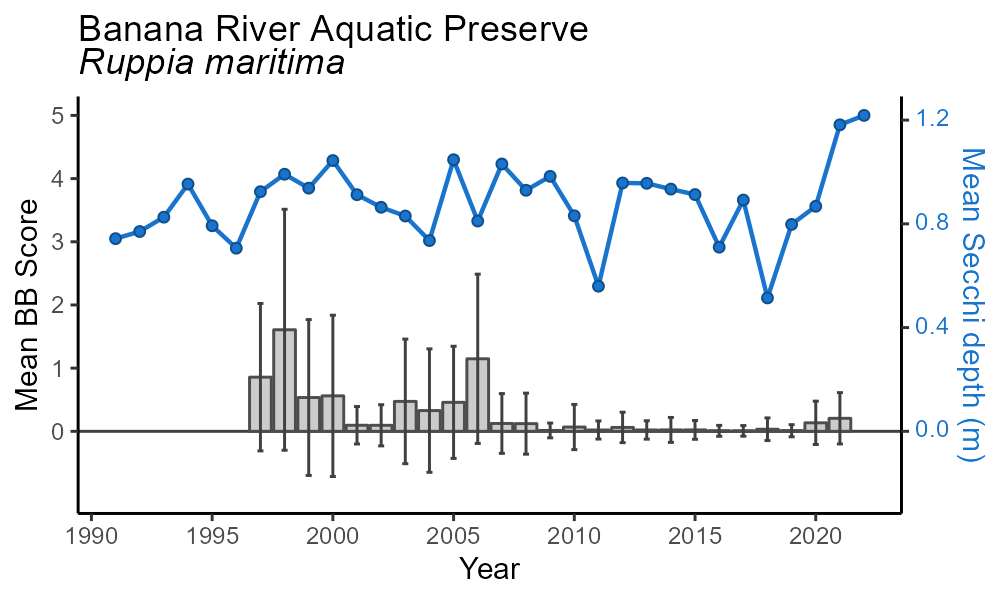 Banana River Aquatic Preserve
Ruppia maritima
Mean BB Score
5
4
3
2
1
0
1.2
0.8
0.4
0.0
Mean Secchi depth (m)
1990 1995 2000 2005 2010 2015 2020
Year